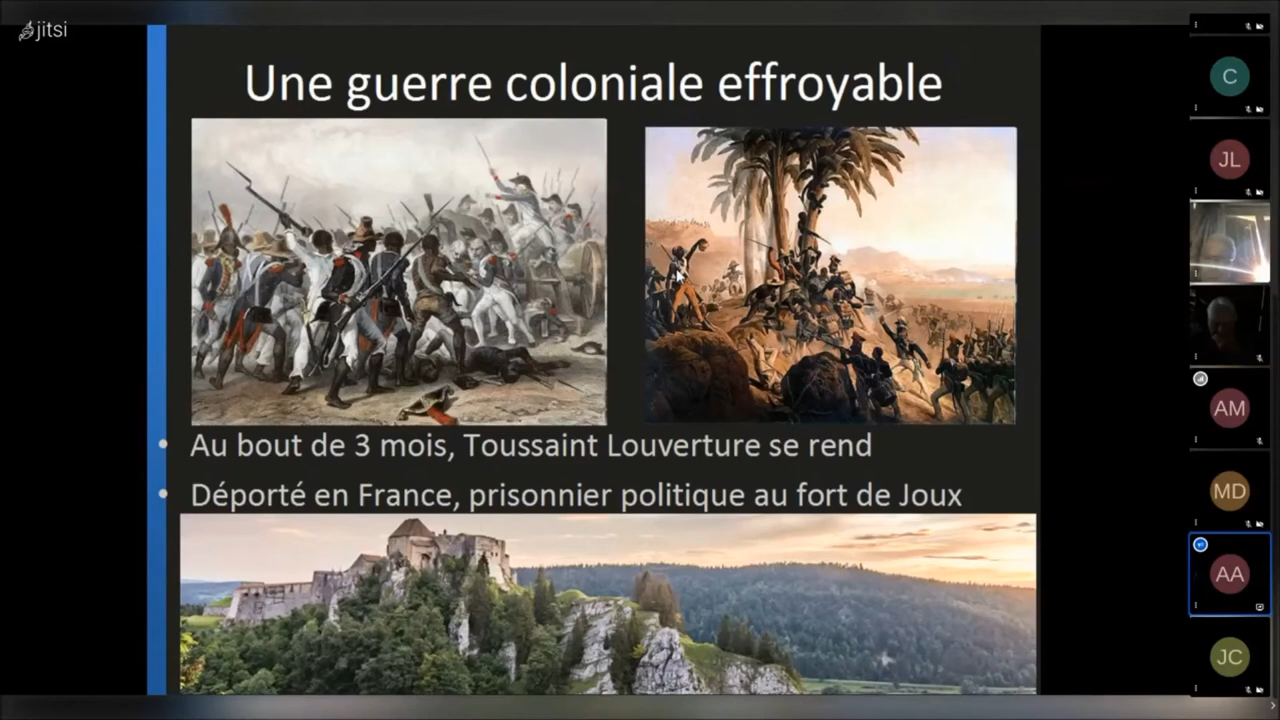 jitsi
Une guerre coloniale effroyable
Au bout de 3 mois, Toussaint Louverture se rend
Déporté en France, prisonnier politique au fort de Joux
C
JL
AM
MD
AA
JC